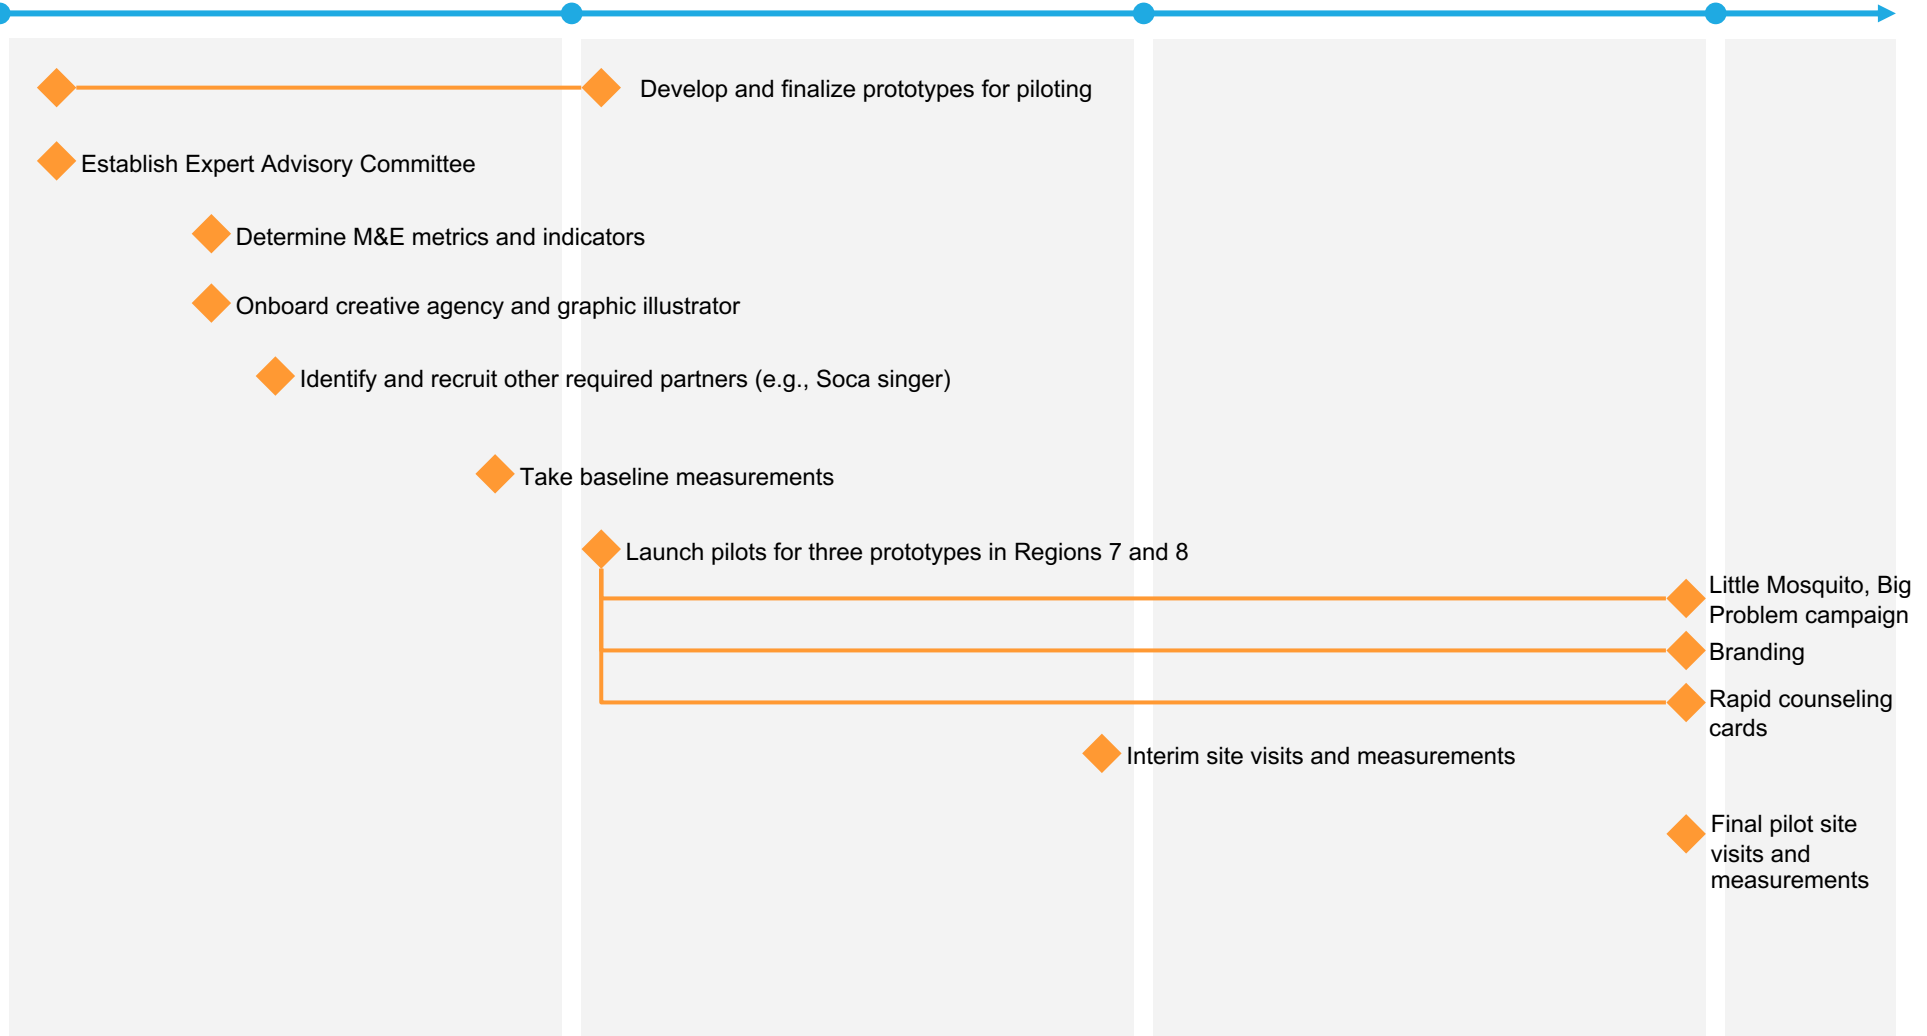 Develop and finalize prototypes for piloting
Establish Expert Advisory Committee
Determine M&E metrics and indicators
Onboard creative agency and graphic illustrator
Identify and recruit other required partners (e.g., Soca singer)
Take baseline measurements
Launch pilots for three prototypes in Regions 7 and 8
Little Mosquito, Big
Problem campaign
Branding
Rapid counseling
cards
Interim site visits and measurements
Final pilot site
visits and
measurements